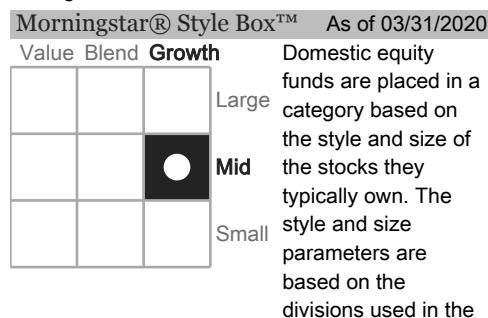 Morningstar® Style Box™ As of 03/31/2020
Value Blend Growth
Large
Mid
Small
Domestic equity
funds are placed in a
category based on
the style and size of
the stocks they
typically own. The
style and size
parameters are
based on the
divisions used in the